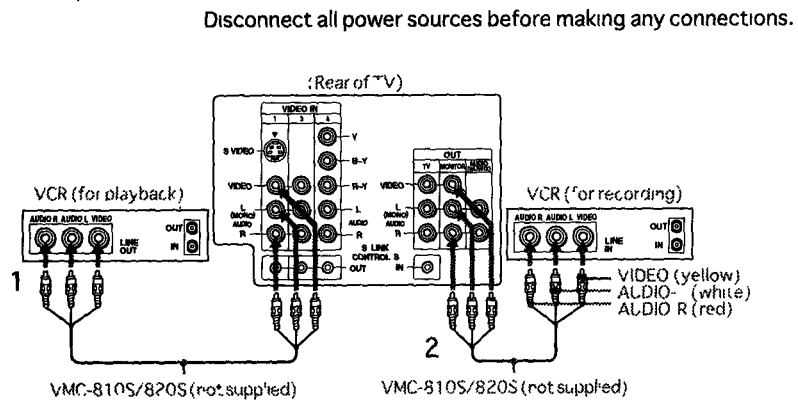 Disconnect all power sources before making any connections.
(Rear of TV)
VIDEO IN
1 3 4
Y
S VIDEO
B-Y
VIDEO
R-Y
L
(MONO)
AUDIO
R
L
AUDIO
R
S LINK
CONTROL S
OUT
IN
OUT
TV MONITOR AUDIO
VIDEO
L
(MONO)
AUDIO
R
VCR (for playback)
AUDIO R AUDIO L VIDEO
LINE
OUT
OUT
IN
1
VMC-810S/820S (not supplied)
VCR (for recording)
AUDIO R AUDIO L VIDEO
LINE
IN
OUT
IN
VIDEO (yellow)
AUDIO- (white)
AUDIO R (red)
2
VMC-810S/820S (not supplied)